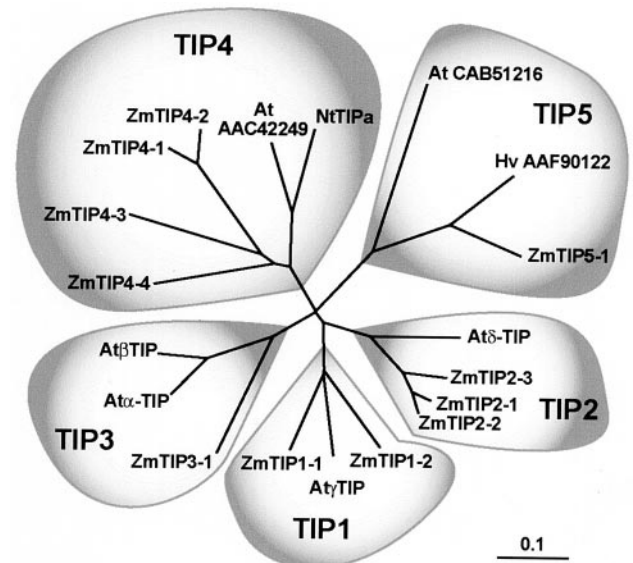 TIP4
ZmTIP4-2
At
AAC42249
NtTIPa
ZmTIP4-1
ZmTIP4-3
ZmTIP4-4
At CAB51216
TIP5
Hv AAF90122
ZmTIP5-1
AtβTIP
Atα-TIP
TIP3
ZmTIP3-1
ZmTIP1-1
AtγTIP
ZmTIP1-2
TIP1
Atδ-TIP
ZmTIP2-3
ZmTIP2-1
ZmTIP2-2
TIP2
0.1